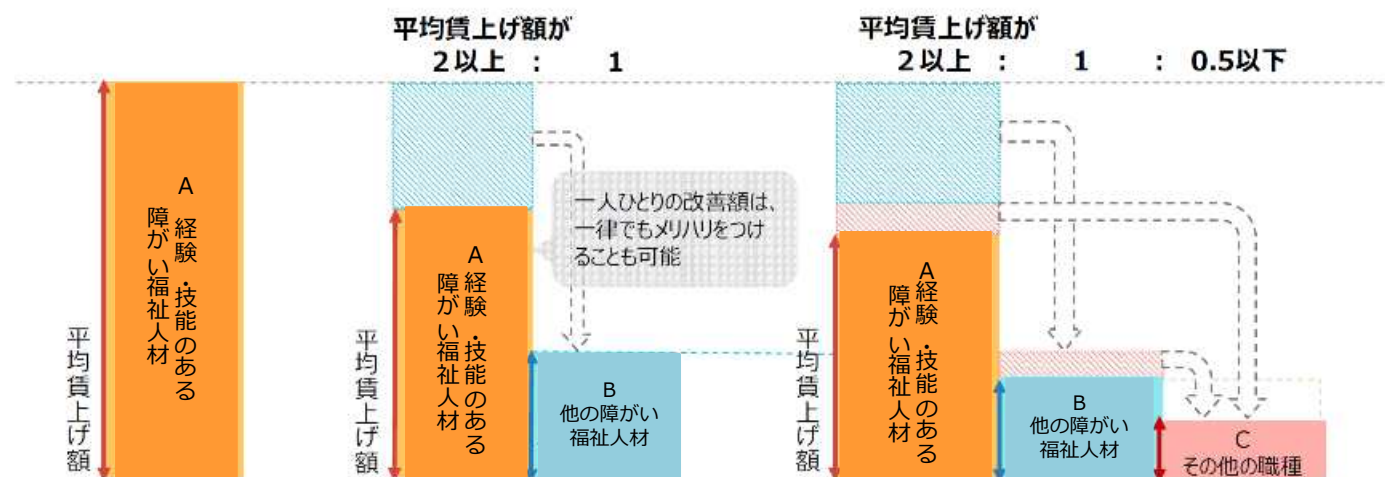 平均賃上げ額が
２以上 ： 1
平均賃上げ額が
２以上 ： 1 ： 0.5以下
A 経験・技能のある
障がい福祉人材
平均賃上げ額
A 経験・技能のある
障がい福祉人材
平均賃上げ額
一人ひとりの改善額は、
一律でもメリハリをつけ
ることも可能
B
他の障がい
福祉人材
A経験・技能のある
障がい福祉人材
平均賃上げ額
B
他の障がい
福祉人材
C
その他の職種